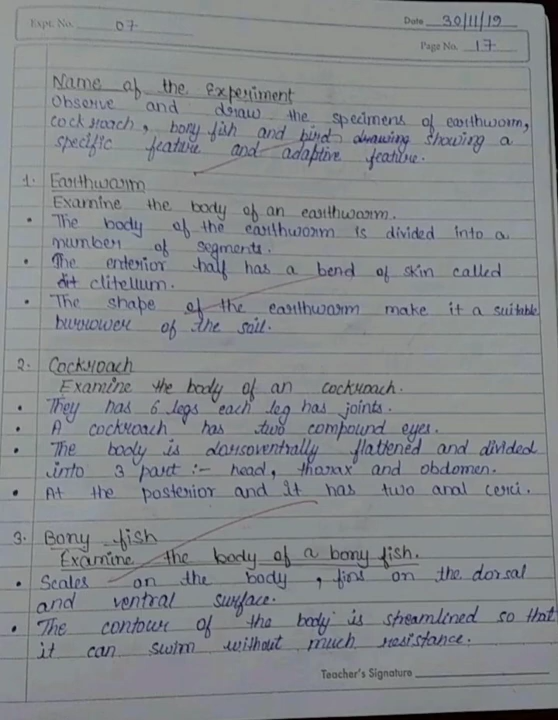 Expt. No. 07
Date 30/11/19
Page No. 17
Name of the Experiment
Observe and draw the specimens of earthworm,
cockroach, bony fish and bird drawing showing a
specific feature and adaptive feature.
1. Earthwarm
Examine the body of an earthworm.
• The body of the earthworm is divided into a
number of segments.
• The enterior half has a bend of skin called
clitellum.
• The shape of the earthworm make it a suitable
burrower of the soil.
2. Cockroach
Examine the body of an cockroach.
• They has 6 legs each leg has joints.
• A cockroach has two compound eyes.
• The body is dorsoventrally flatiened and divided
into 3 part :- head, thorax and obdomen.
• At the posterior and it has two anal cerci.
3. Bony fish
Examine the body of a bony fish.
• Scales on the body , fins on the dorsal
and ventral surface.
• The contour of the body is streamlined so that
it can swim without much resistance.
Teacher's Signature